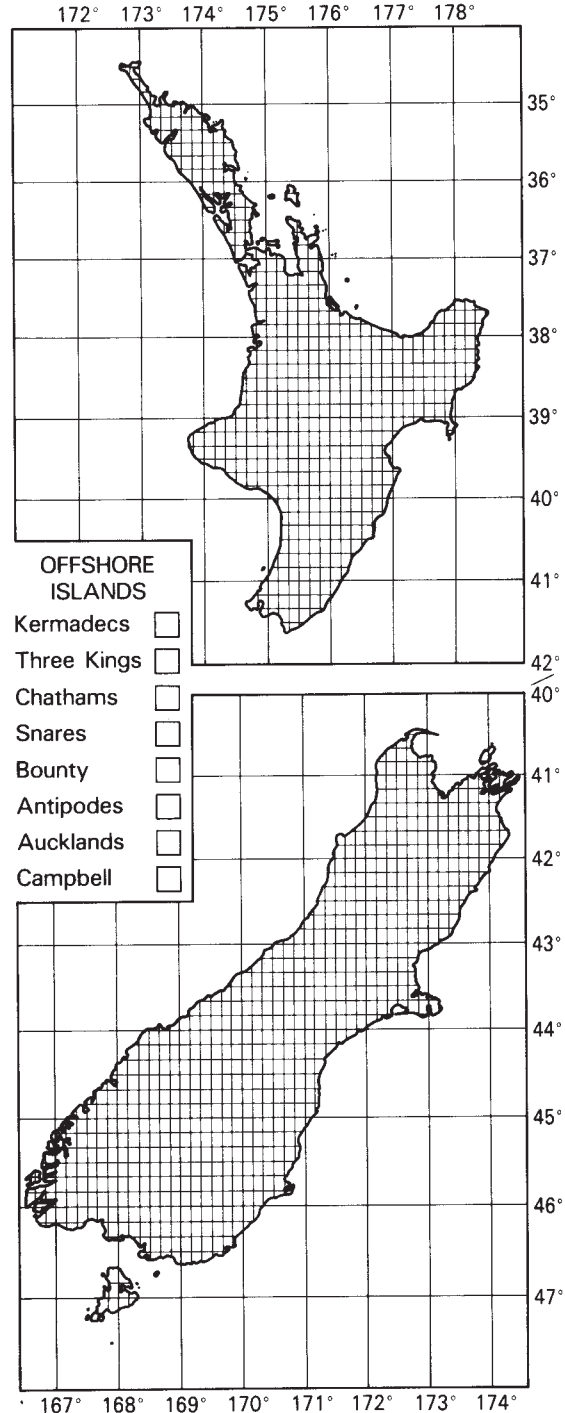 172° 173° 174° 175° 176° 177° 178°
35°
36°
37°
38°
39°
40°
41°
42°
OFFSHORE
ISLANDS
Kermadecs
Three Kings
Chathams
Snares
Bounty
Antipodes
Aucklands
Campbell
40°
41°
42°
43°
44°
45°
46°
47°
167° 168° 169° 170° 171° 172° 173° 174°